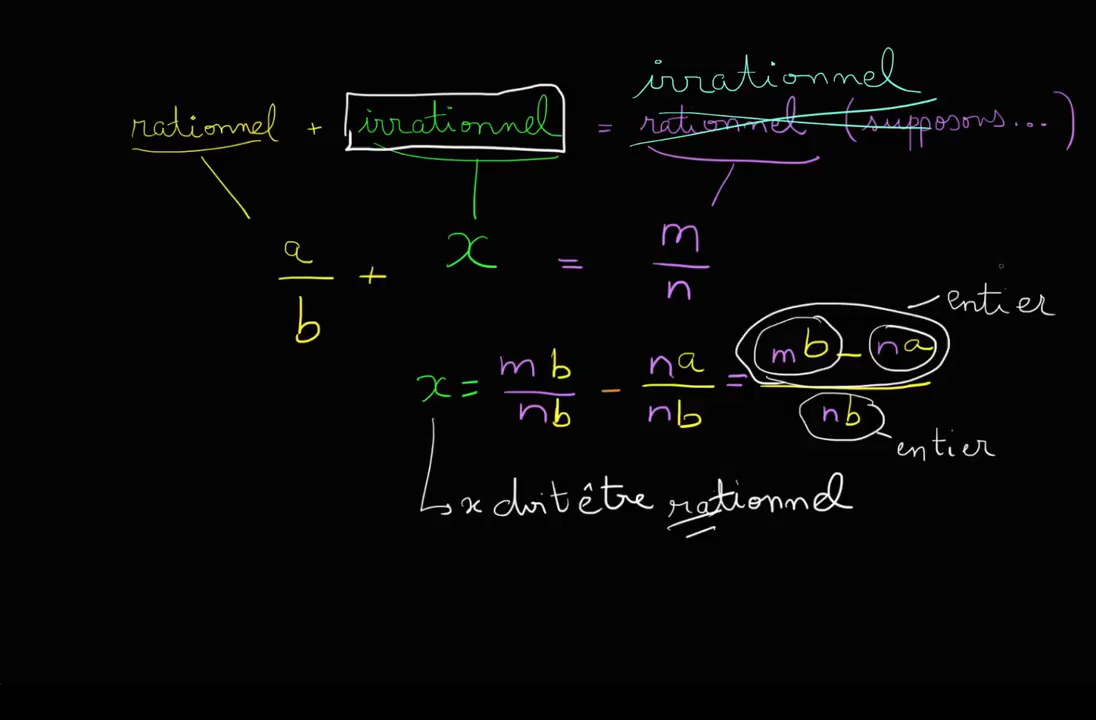 irrationnel
rationnel + irrationnel = rationnel (supposons...)
a/b + x = m/n
entier
x = mb/nb - na/nb = mb - na/nb
entier
x doit être rationnel